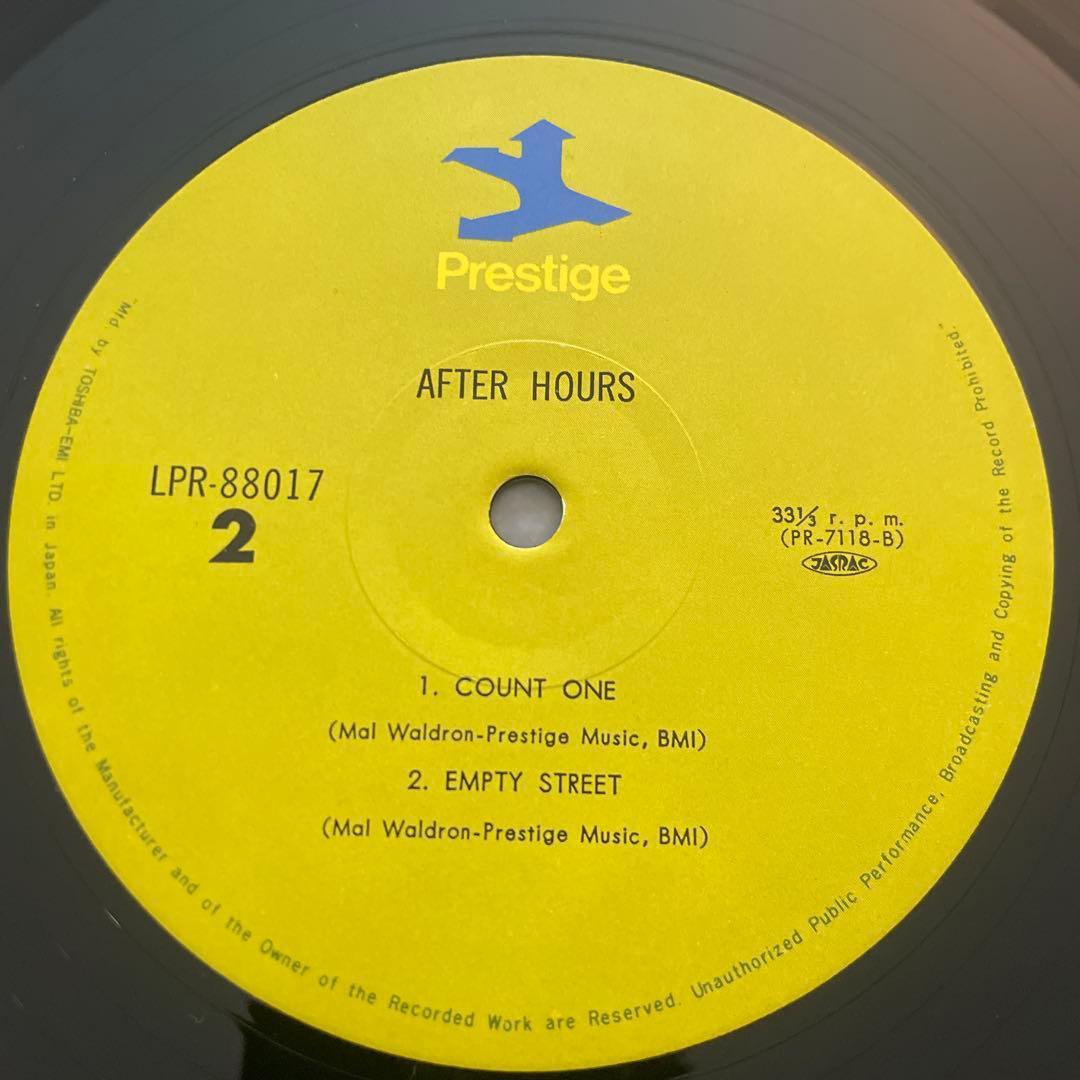 Prestige
AFTER HOURS
LPR-88017
2
33⅓ r. p. m.
(PR-7118-B)
JASRAC
1. COUNT ONE
(Mal Waldron-Prestige Music, BMI)
2. EMPTY STREET
(Mal Waldron-Prestige Music, BMI)
"Mfd. by TOSHIBA-EMI LTD in Japan. All rights of the Manufacturer and of the Owner of the Recorded Work are Reserved. Unauthorized Public Performance, Broadcasting and Copying of the Record Prohibited."